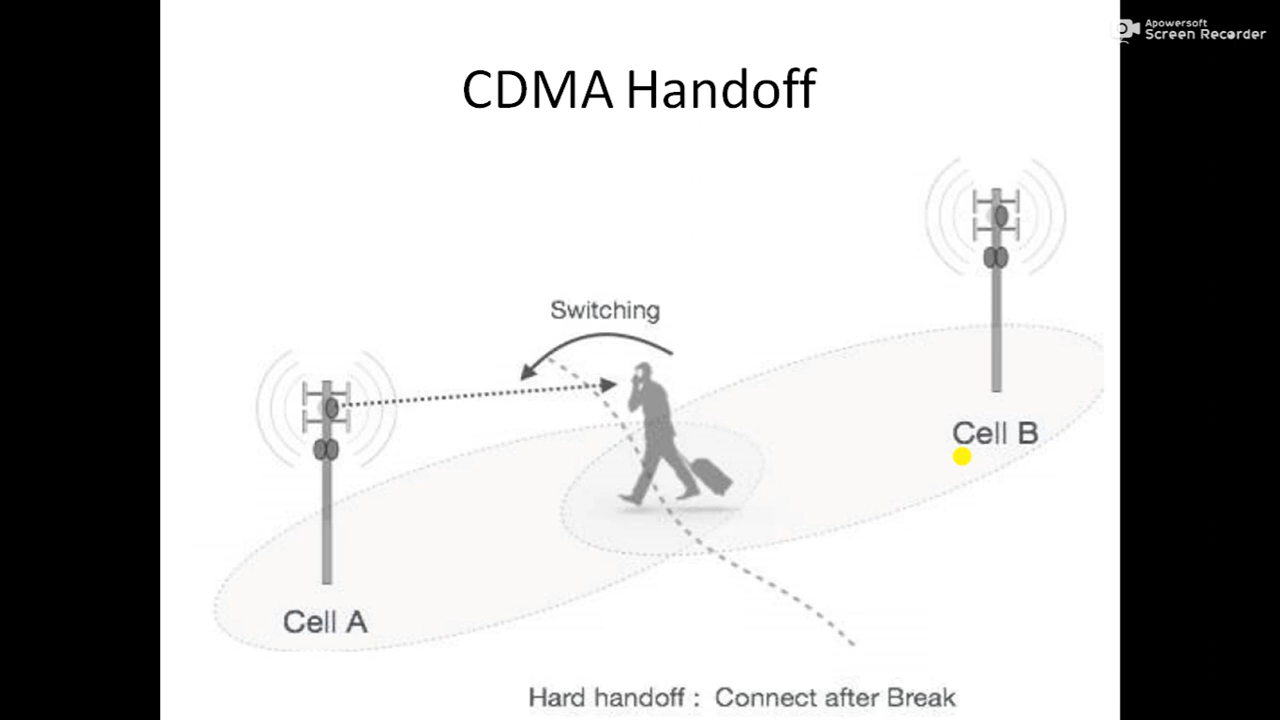 Apowersoft
Screen Recorder
CDMA Handoff
Switching
Cell B
Cell A
Hard handoff : Connect after Break